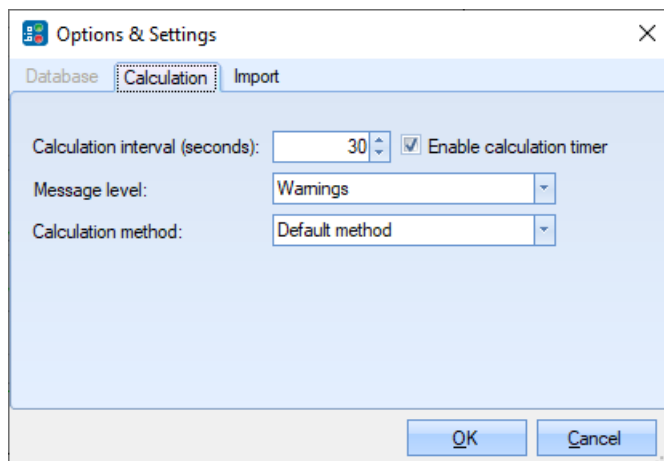 Options & Settings
Database Calculation Import
Calculation interval (seconds): 30 Enable calculation timer
Message level: Warnings
Calculation method: Default method
OK Cancel